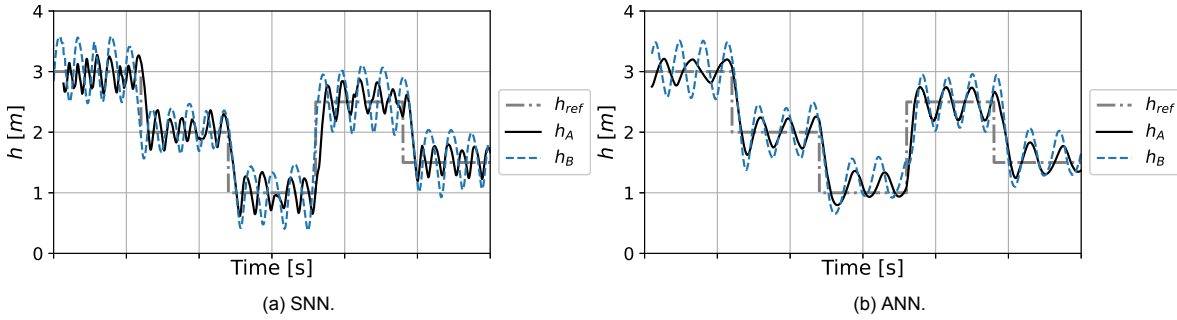 4
3
2
1
0
h [m]
Time [s]
h_ref
h_A
h_B
(a) SNN.
4
3
2
1
0
h [m]
Time [s]
h_ref
h_A
h_B
(b) ANN.